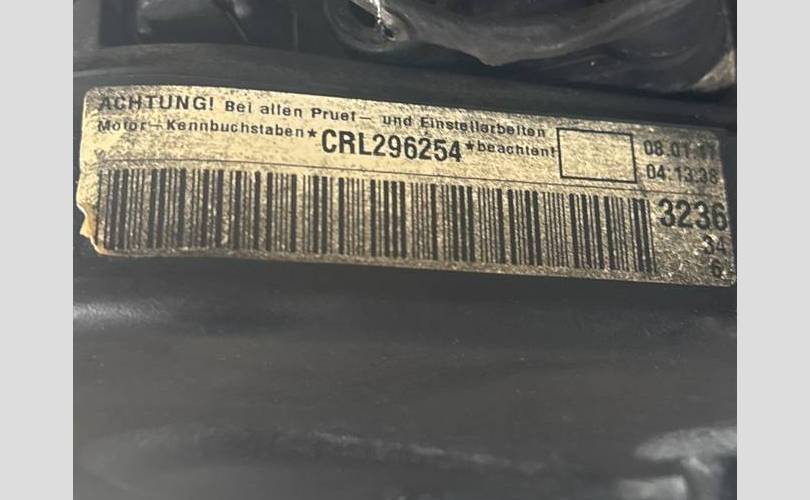 ACHTUNG! Bei allen Pruef- und Einstellarbeiten
Motor-Kennbuchstaben*CRL296254*beachten!
08.01.17
04:13:38
3236
34
6